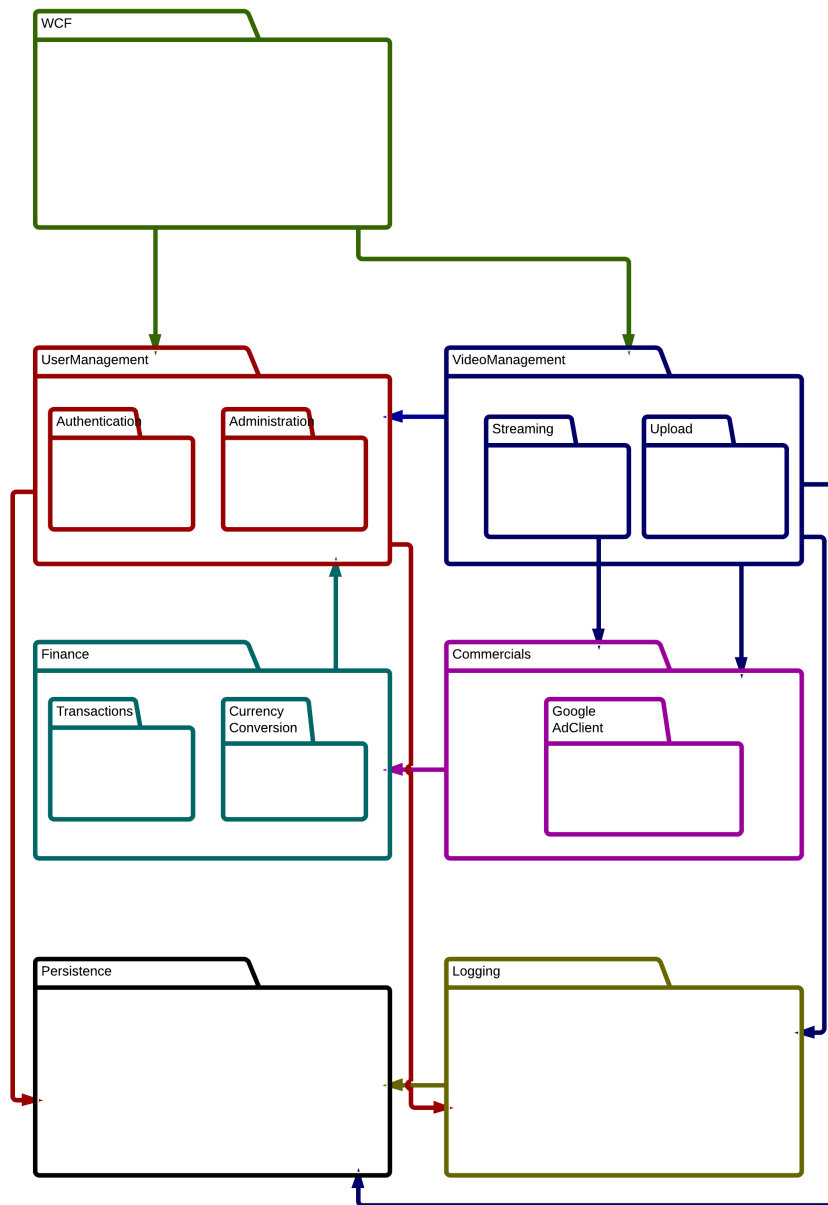 WCF
UserManagement
VideoManagement
Authentication
Administration
Streaming
Upload
Finance
Commercials
Transactions
Currency
Conversion
Google
AdClient
Persistence
Logging